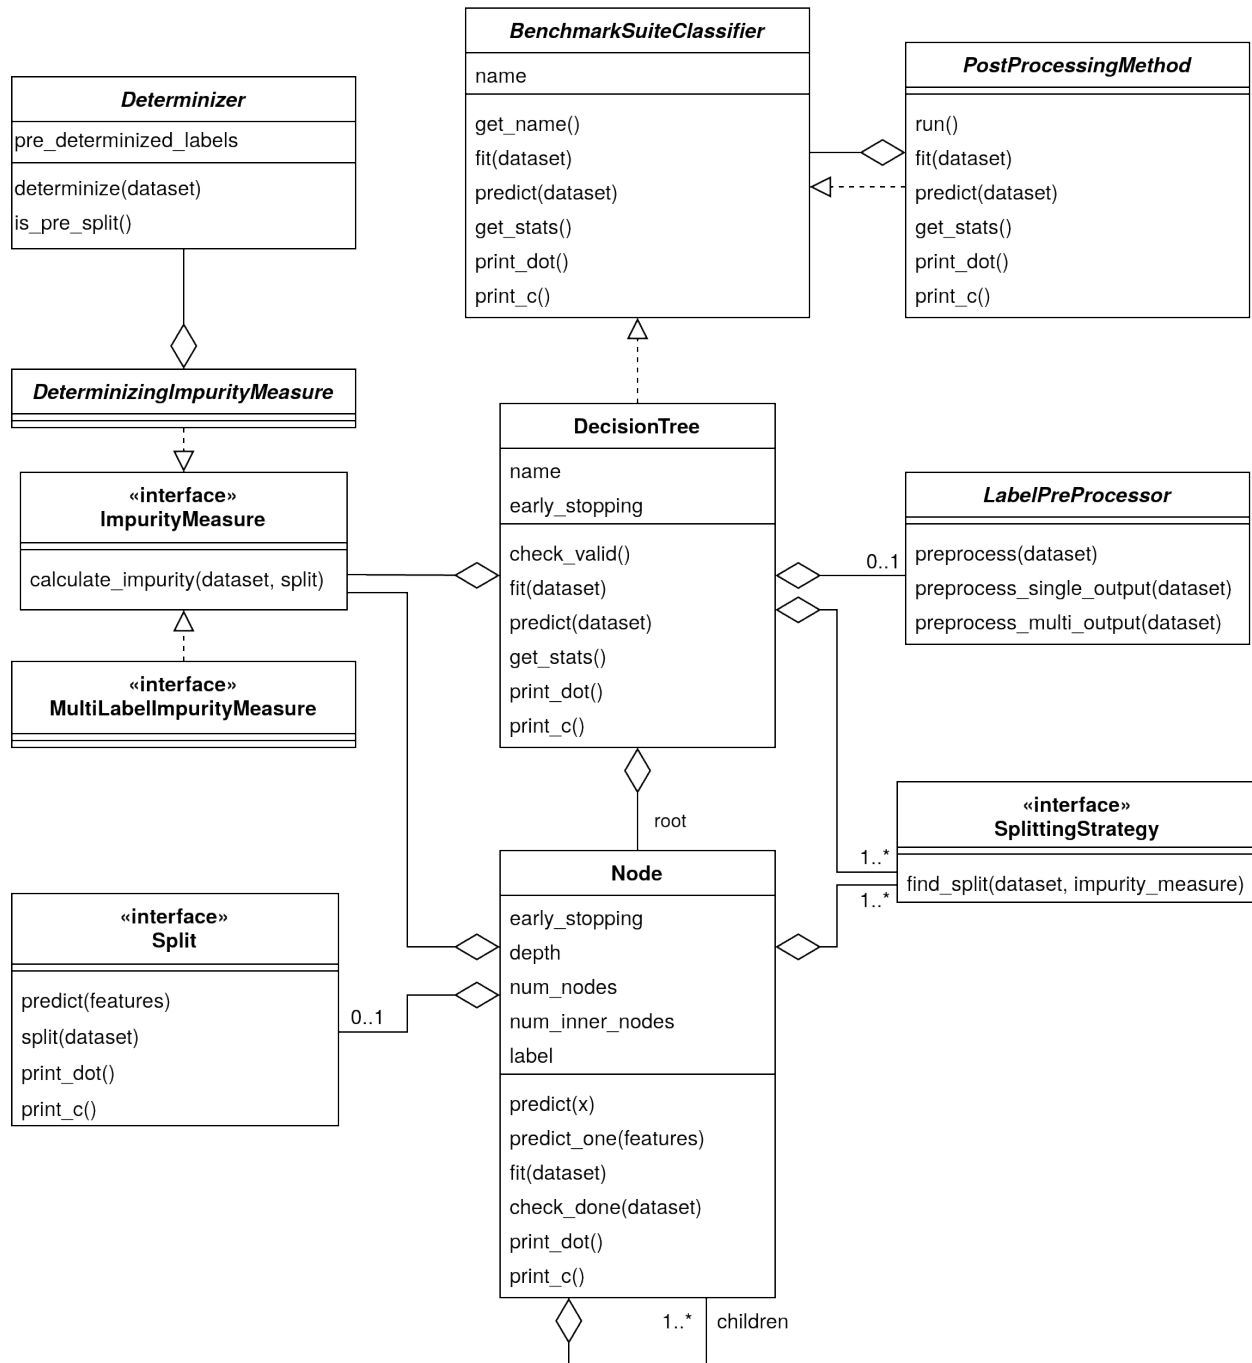 BenchmarkSuiteClassifier
name
get_name()
fit(dataset)
predict(dataset)
get_stats()
print_dot()
print_c()
PostProcessingMethod
run()
fit(dataset)
predict(dataset)
get_stats()
print_dot()
print_c()
Determinizer
pre_determinized_labels
determinize(dataset)
is_pre_split()
DeterminizingImpurityMeasure
«interface»
ImpurityMeasure
calculate_impurity(dataset, split)
«interface»
MultiLabelImpurityMeasure
DecisionTree
name
early_stopping
check_valid()
fit(dataset)
predict(dataset)
get_stats()
print_dot()
print_c()
0..1
LabelPreProcessor
preprocess(dataset)
preprocess_single_output(dataset)
preprocess_multi_output(dataset)
root
1..*
1..*
«interface»
SplittingStrategy
find_split(dataset, impurity_measure)
«interface»
Split
predict(features)
split(dataset)
print_dot()
print_c()
0..1
Node
early_stopping
depth
num_nodes
num_inner_nodes
label
predict(x)
predict_one(features)
fit(dataset)
check_done(dataset)
print_dot()
print_c()
1..* children